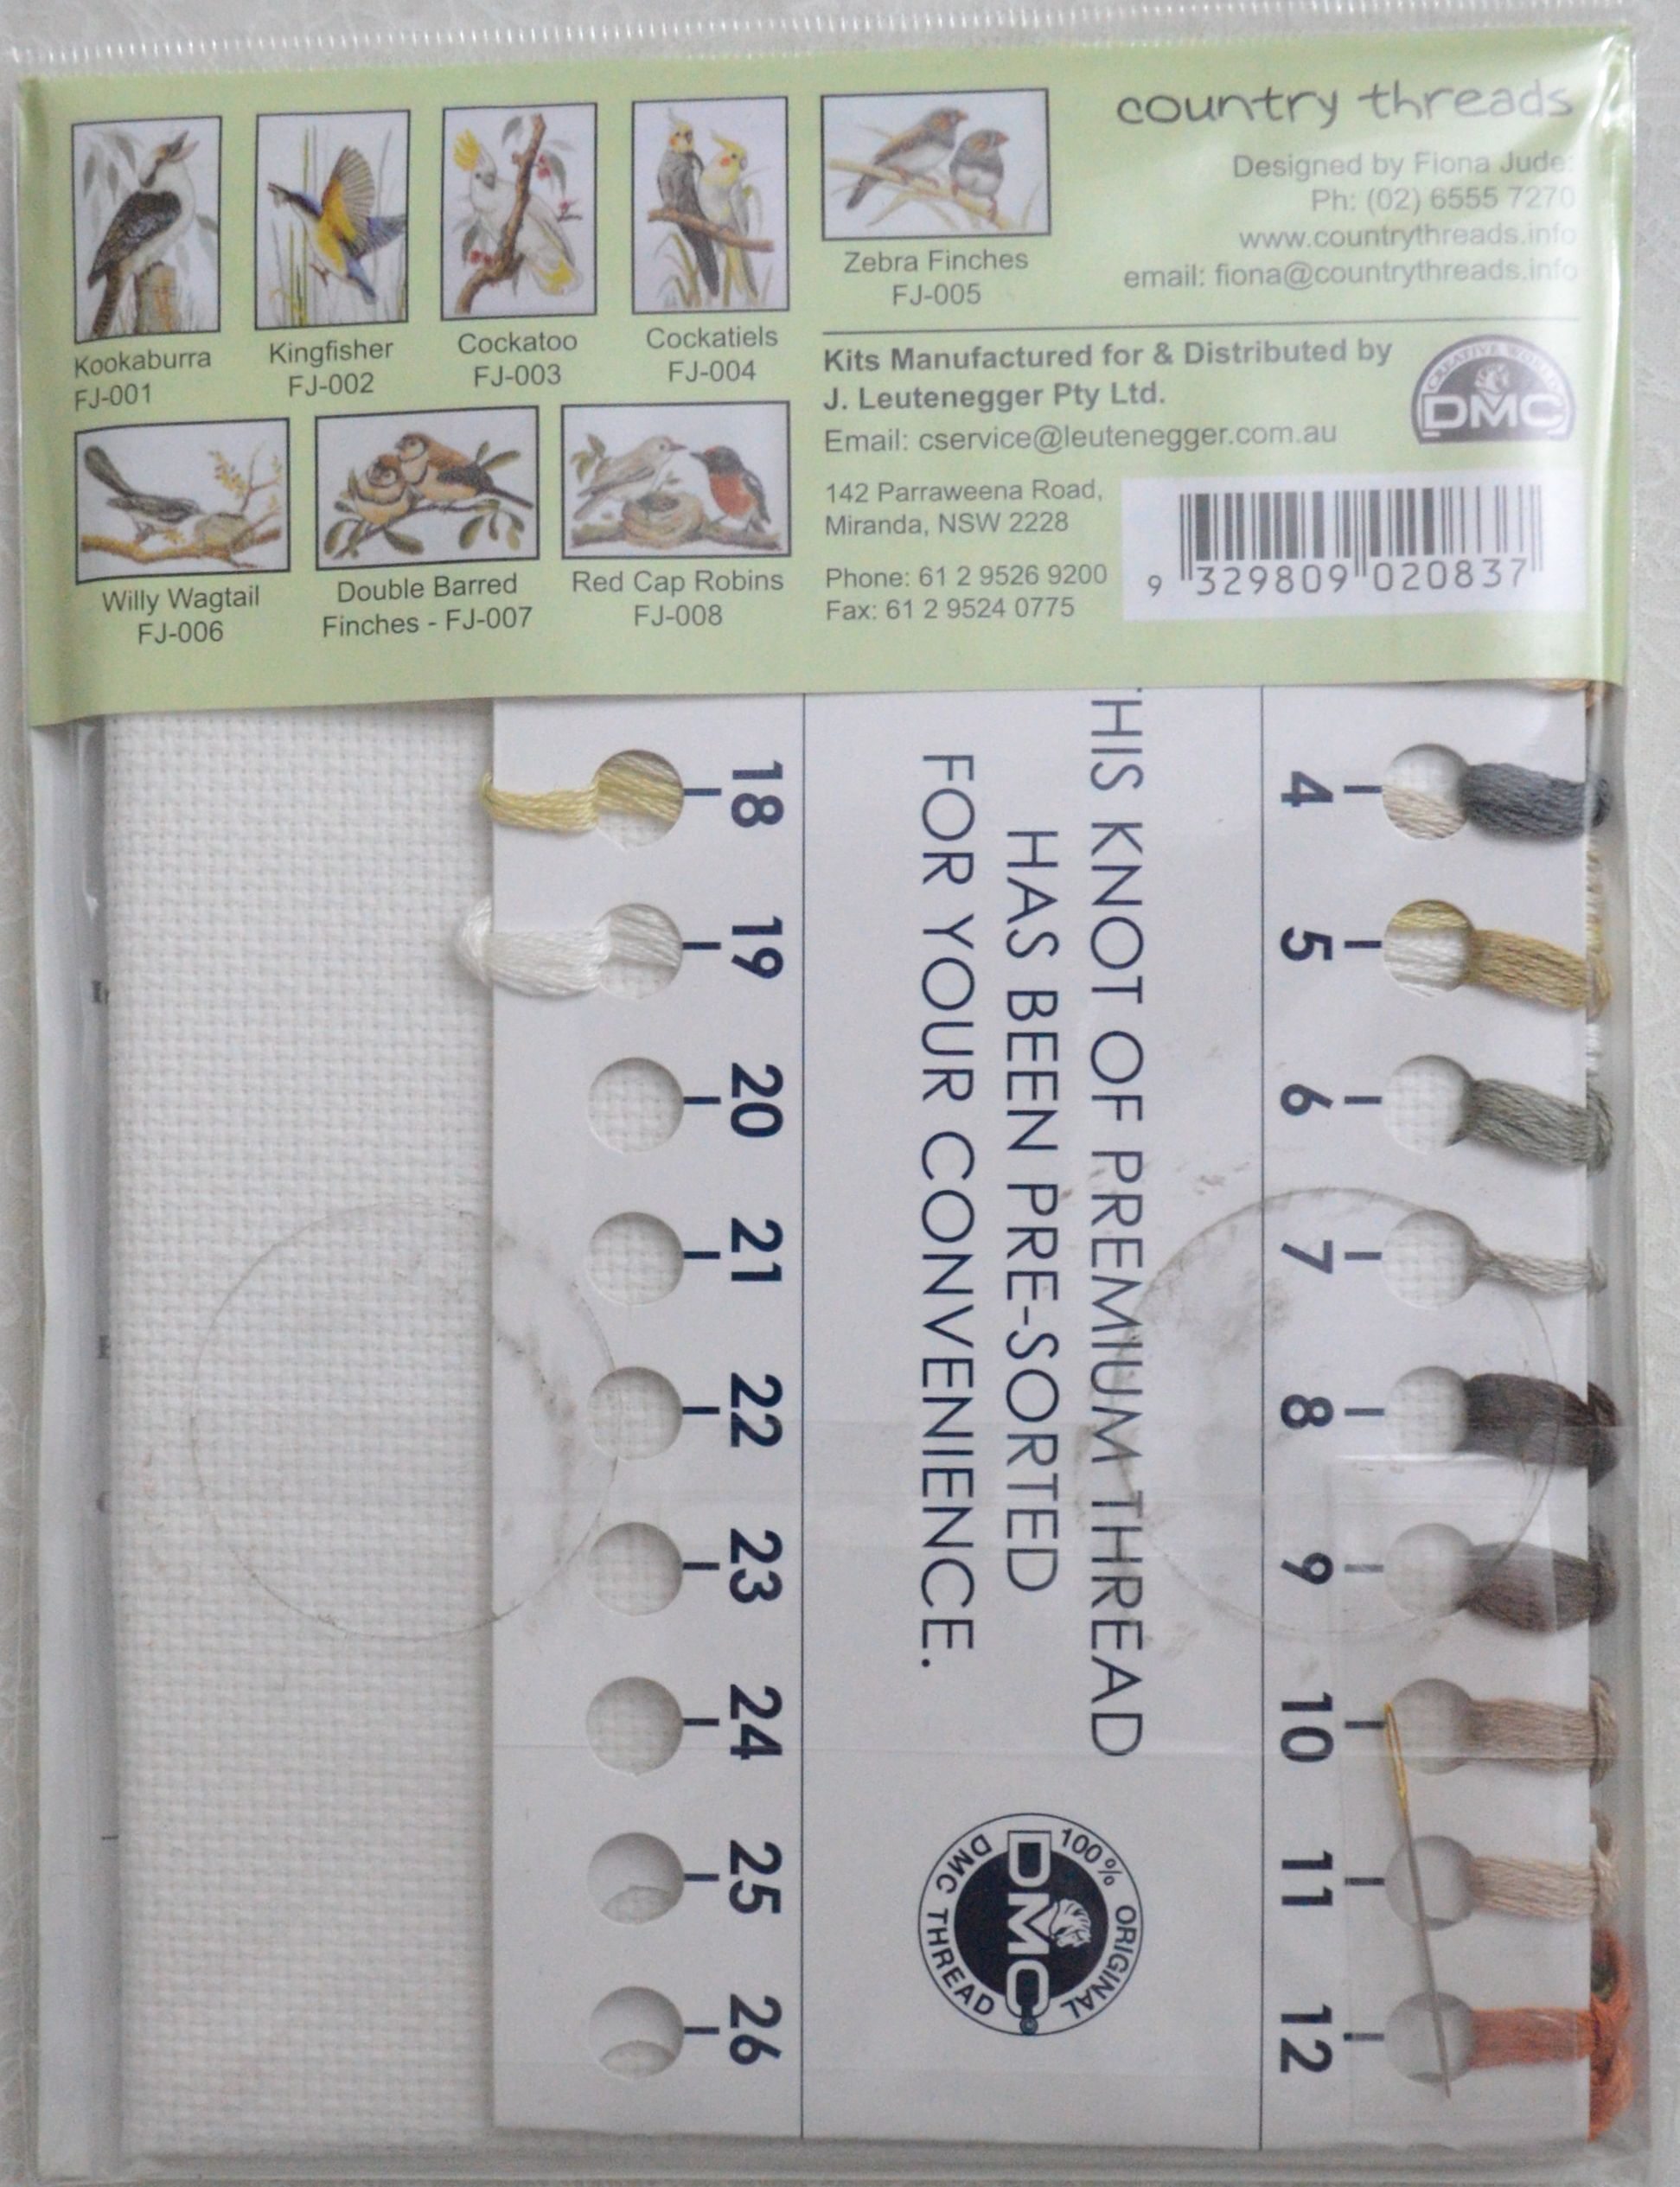 country threads
Designed by Fiona Jude
Ph: (02) 6555 7270
www.countrythreads.info
email: fiona@countrythreads.info
Kookaburra
FJ-001
Kingfisher
FJ-002
Cockatoo
FJ-003
Cockatiels
FJ-004
Zebra Finches
FJ-005
Willy Wagtail
FJ-006
Double Barred
Finches - FJ-007
Red Cap Robins
FJ-008
Kits Manufactured for & Distributed by
J. Leutenegger Pty Ltd.
Email: cservice@leutenegger.com.au
142 Parraweena Road,
Miranda, NSW 2228
Phone: 61 2 9526 9200
Fax: 61 2 9524 0775
CREATIVE WORLD
DMC
9 329809 020837
HIS KNOT OF PREMIUM THREAD
HAS BEEN PRE-SORTED
FOR YOUR CONVENIENCE.
4
5
6
7
8
9
10
11
12
18
19
20
21
22
23
24
25
26
100% ORIGINAL
DMC
DMC THREAD